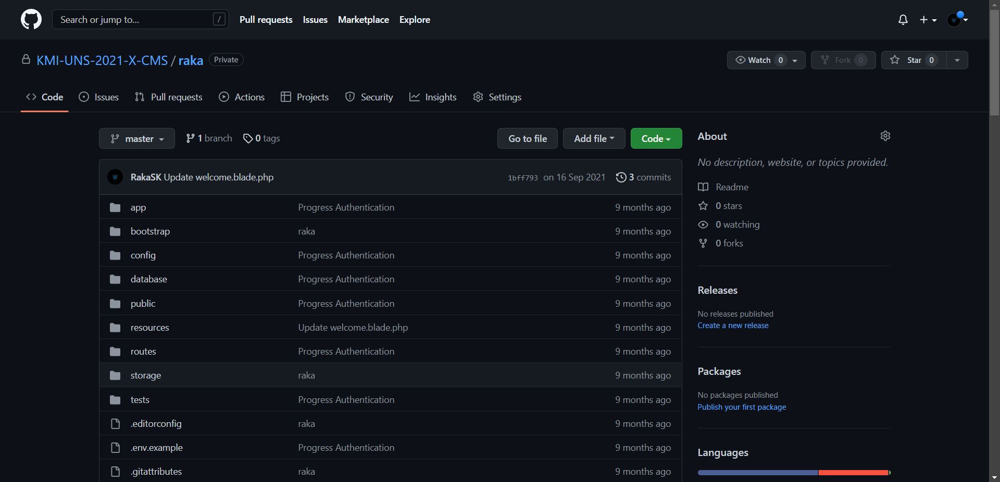 Search or jump to... /
Pull requests Issues Marketplace Explore
KMI-UNS-2021-X-CMS / raka Private
Watch 0 Fork 0 Star 0
Code Issues Pull requests Actions Projects Security Insights Settings
master 1 branch 0 tags
Go to file Add file Code
RakaSK Update welcome.blade.php 1bff793 on 16 Sep 2021 3 commits
app Progress Authentication 9 months ago
bootstrap raka 9 months ago
config Progress Authentication 9 months ago
database Progress Authentication 9 months ago
public Progress Authentication 9 months ago
resources Update welcome.blade.php 9 months ago
routes Progress Authentication 9 months ago
storage raka 9 months ago
tests Progress Authentication 9 months ago
.editorconfig raka 9 months ago
.env.example Progress Authentication 9 months ago
.gitattributes raka 9 months ago
About
No description, website, or topics provided.
Readme
0 stars
0 watching
0 forks
Releases
No releases published
Create a new release
Packages
No packages published
Publish your first package
Languages